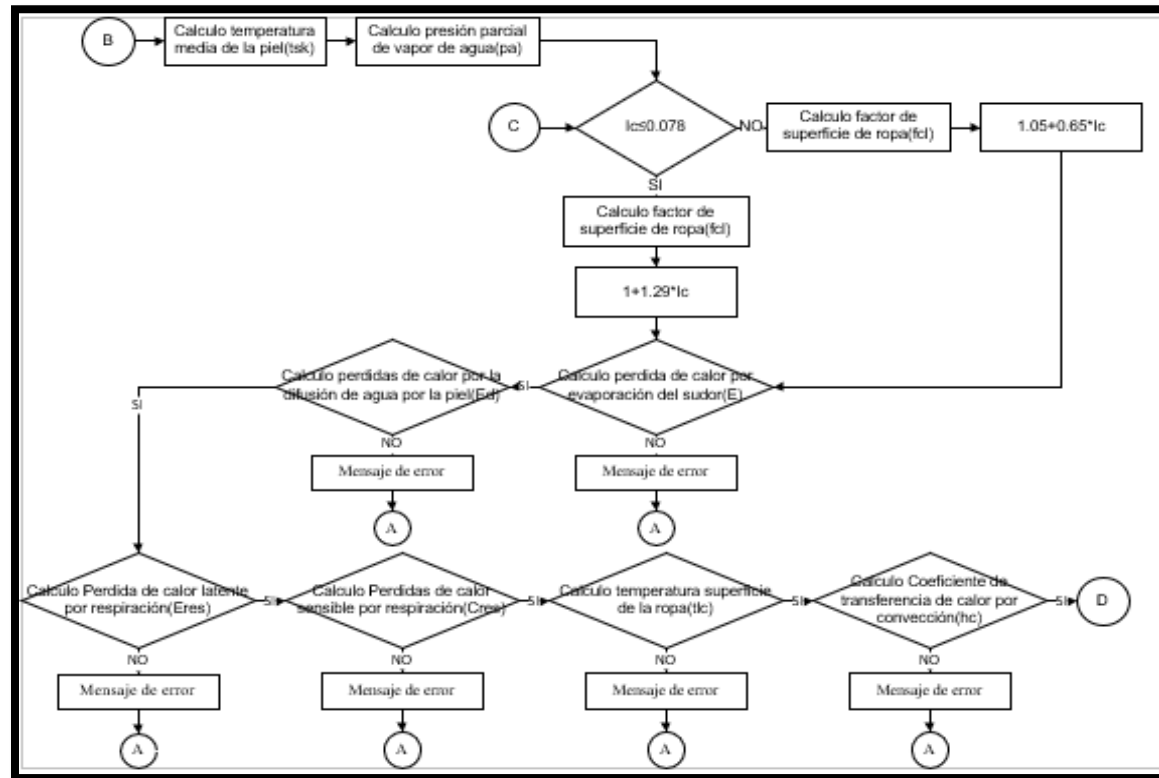 B
Calculo temperatura
media de la piel(tsk)
Calculo presión parcial
de vapor de agua(pa)
C
Ic≤0.078
NO
Calculo factor de
superficie de ropa(fcl)
1.05+0.65*Ic
SI
Calculo factor de
superficie de ropa(fcl)
1+1.29*Ic
Calculo perdida de calor por
evaporación del sudor(E)
SI
Calculo perdidas de calor por la
difusión de agua por la piel(Ed)
SI
NO
Mensaje de error
A
NO
Mensaje de error
A
Calculo Perdida de calor latente
por respiración(Eres)
SI
Calculo Perdidas de calor
sensible por respiración(Cres)
SI
Calculo temperatura superficie
de la ropa(tlc)
SI
Calculo Coeficiente de
transferencia de calor por
convección(hc)
SI
D
NO
Mensaje de error
A
NO
Mensaje de error
A
NO
Mensaje de error
A
NO
Mensaje de error
A